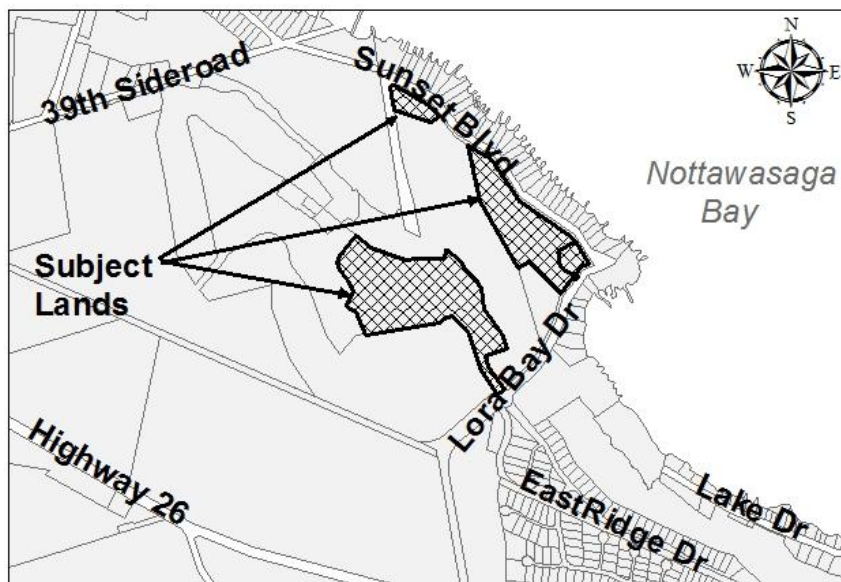 N
W E
S
39th Sideroad
Sunset Blvd
Nottawasaga
Bay
Subject
Lands
Lora Bay Dr
Highway 26
EastRidge Dr
Lake Dr